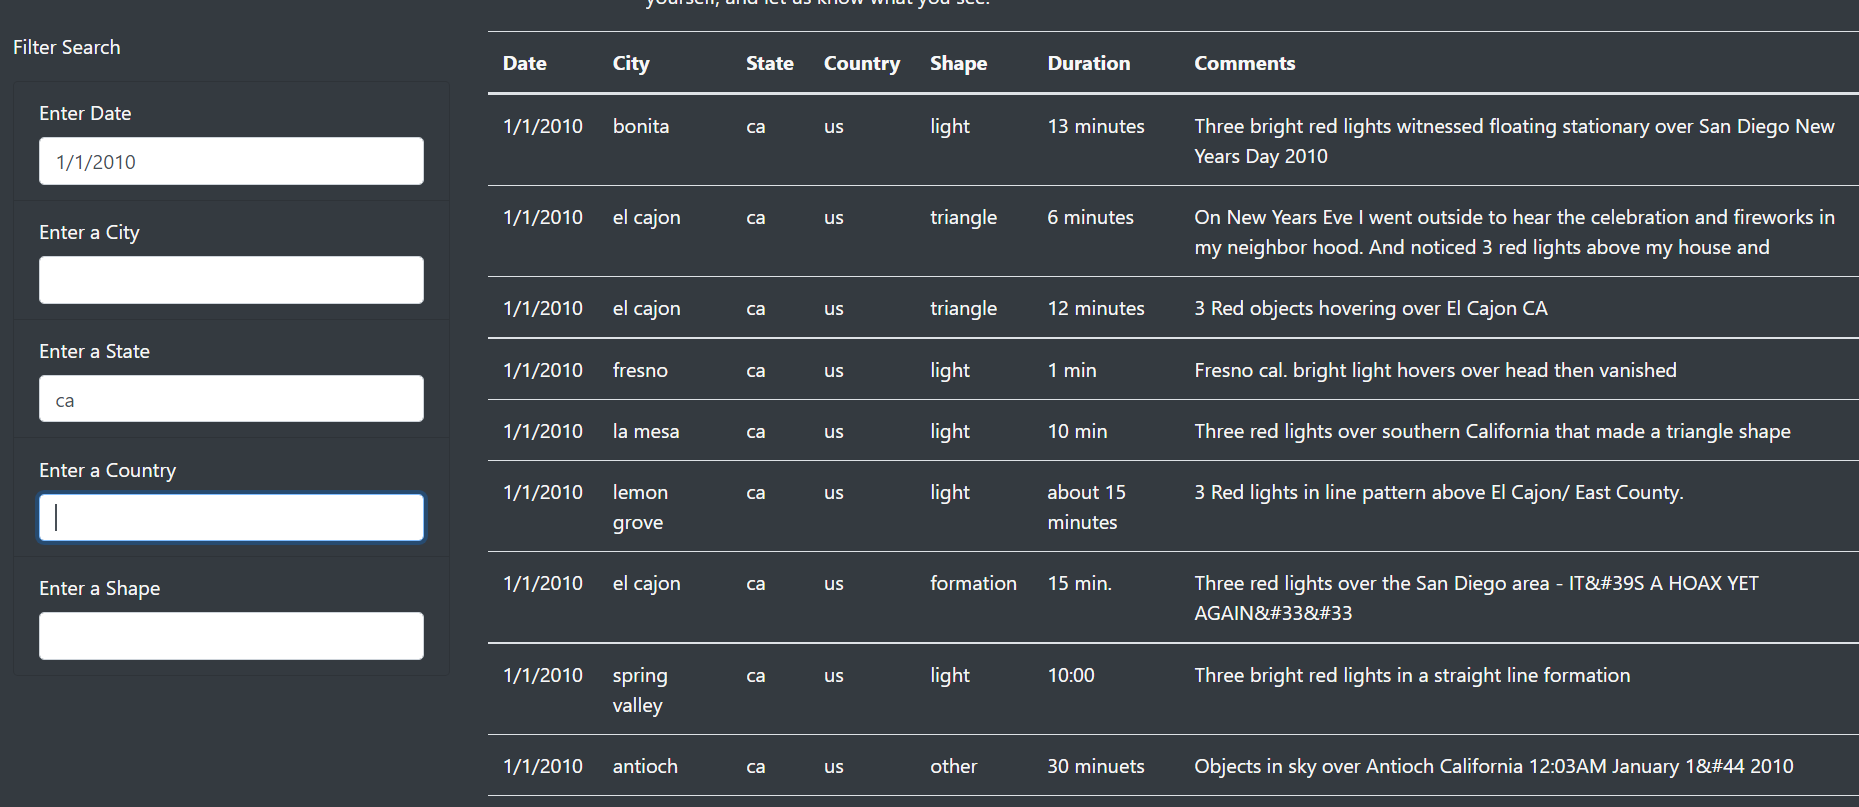 yourself, and let us know what you see.
Filter Search
Enter Date
1/1/2010
Enter a City
Enter a State
ca
Enter a Country
Enter a Shape
Date City State Country Shape Duration Comments
1/1/2010 bonita ca us light 13 minutes Three bright red lights witnessed floating stationary over San Diego New
Years Day 2010
1/1/2010 el cajon ca us triangle 6 minutes On New Years Eve I went outside to hear the celebration and fireworks in
my neighbor hood. And noticed 3 red lights above my house and
1/1/2010 el cajon ca us triangle 12 minutes 3 Red objects hovering over El Cajon CA
1/1/2010 fresno ca us light 1 min Fresno cal. bright light hovers over head then vanished
1/1/2010 la mesa ca us light 10 min Three red lights over southern California that made a triangle shape
1/1/2010 lemon ca us light about 15 3 Red lights in line pattern above El Cajon/ East County.
grove minutes
1/1/2010 el cajon ca us formation 15 min. Three red lights over the San Diego area - IT&#39S A HOAX YET
AGAIN&#33&#33
1/1/2010 spring ca us light 10:00 Three bright red lights in a straight line formation
valley
1/1/2010 antioch ca us other 30 minuets Objects in sky over Antioch California 12:03AM January 1&#44 2010